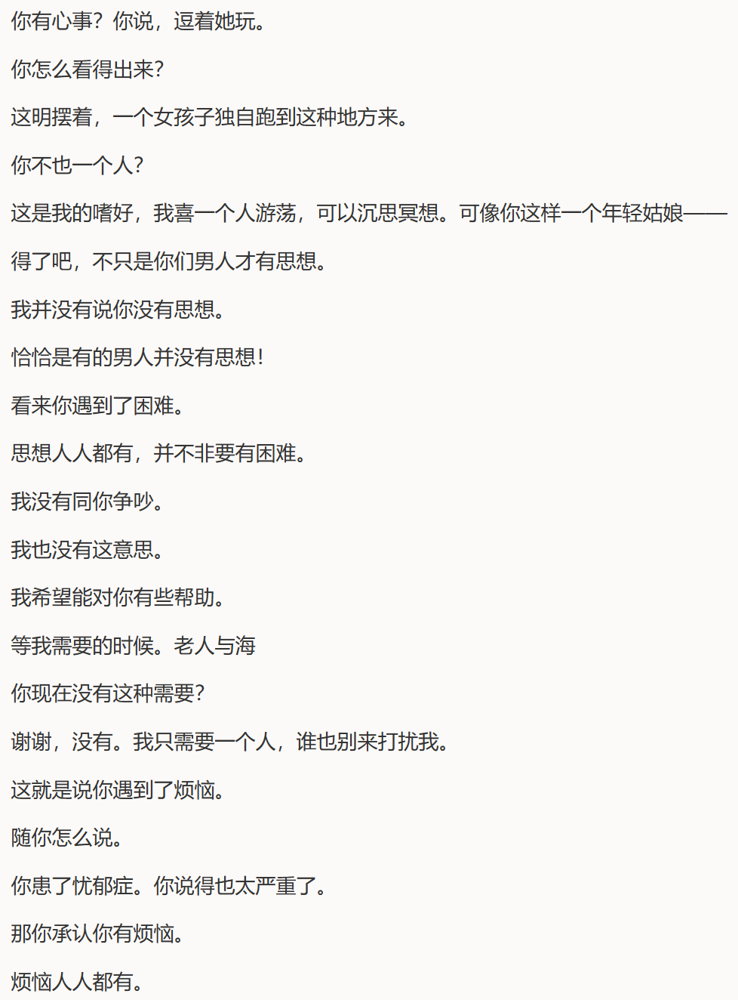 你有心事？你说，逗着她玩。
你怎么看得出来？
这明摆着，一个女孩子独自跑到这种地方来。
你不也一个人？
这是我的嗜好，我喜一个人游荡，可以沉思冥想。可像你这样一个年轻姑娘——
得了吧，不只是你们男人才有思想。
我并没有说你没有思想。
恰恰是有的男人并没有思想！
看来你遇到了困难。
思想人人都有，并不非要有困难。
我没有同你争吵。
我也没有这意思。
我希望能对你有些帮助。
等我需要的时候。老人与海
你现在没有这种需要？
谢谢，没有。我只需要一个人，谁也别来打扰我。
这就是说你遇到了烦恼。
随你怎么说。
你患了忧郁症。你说得也太严重了。
那你承认你有烦恼。
烦恼人人都有。